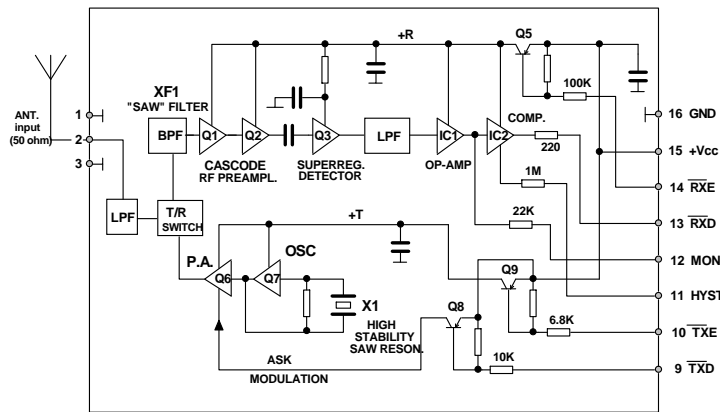 +R
Q5
XF1
"SAW" FILTER
100K
ANT.
input
(50 ohm)
1
2
3
BPF
Q1
Q2
Q3
LPF
IC1
IC2
COMP.
220
CASCODE
RF PREAMPL.
SUPERREG.
DETECTOR
OP-AMP
1M
22K
16 GND
15 +Vcc
14 RXE
13 RXD
12 MON
11 HYST
10 TXE
9 TXD
LPF
T/R
SWITCH
+T
P.A.
OSC
Q6
Q7
X1
HIGH
STABILITY
SAW RESON.
Q8
Q9
6.8K
10K
ASK
MODULATION